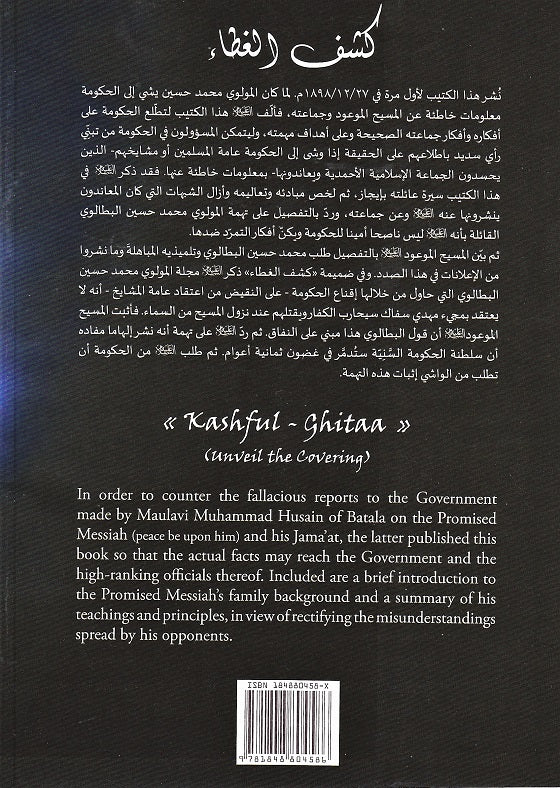 كشف الغطاء
نُشر هذا الكتيب لأول مرة في ١٨٩٨/١٢/٢٧م. لما كان المولوي محمد حسين يشي إلى الحكومة
معلومات خاطئة عن المسيح الموعود وجماعته، فألّف هذا الكتيب لتطّلع الحكومة على
أفكاره وأفكار جماعته الصحيحة وعلى أهداف مهمته، وليتمكن المسؤولون في الحكومة من تبنّي
رأي سديد باطلاعهم على الحقيقة إذا وشى إلى الحكومة عامة المسلمين أو مشايخهم- الذين
يحسدون الجماعة الإسلامية الأحمدية ويعاندونها- بمعلومات خاطئة عنها. فقد ذكر في
هذا الكتيب سيرة عائلته بإيجاز، ثم لخص مبادئه وتعاليمه وأزال الشبهات التي كان المعاندون
ينشرونها عنه وعن جماعته، وردّ بالتفصيل على تهمة المولوي محمد حسين البطالوي
القائلة بأنه ليس ناصحا أمينا للحكومة ويكنّ أفكار التمرّد ضدها.
ثم بيّن المسيح الموعود بالتفصيل طلب محمد حسين البطالوي وتلميذيه المباهلة وما نشروا
من الإعلانات في هذا الصدد. وفي ضميمة «كشف الغطاء» ذكر مجلة المولوي محمد حسين
البطالوي التي حاول من خلالها إقناع الحكومة - على النقيض من اعتقاد عامة المشايخ - أنه لا
يعتقد بمجيء مهدي سفاك سيحارب الكفار ويقتلهم عند نزول المسيح من السماء. فأثبت المسيح
الموعود أن قول البطالوي هذا مبني على النفاق. ثم ردّ على تهمة أنه نشر إلهاما مفاده
أن سلطنة الحكومة السَّنِيّة ستُدمَّر في غضون ثمانية أعوام. ثم طلب من الحكومة أن
تطلب من الواشي إثبات هذه التهمة.
« Kashful - Ghitaa »
(Unveil the Covering)
In order to counter the fallacious reports to the Government
made by Maulavi Muhammad Husain of Batala on the Promised
Messiah (peace be upon him) and his Jama'at, the latter published this
book so that the actual facts may reach the Government and the
high-ranking officials thereof. Included are a brief introduction to
the Promised Messiah's family background and a summary of his
teachings and principles, in view of rectifying the misunderstandings
spread by his opponents.
ISBN 184880458-X
9 781848 804586